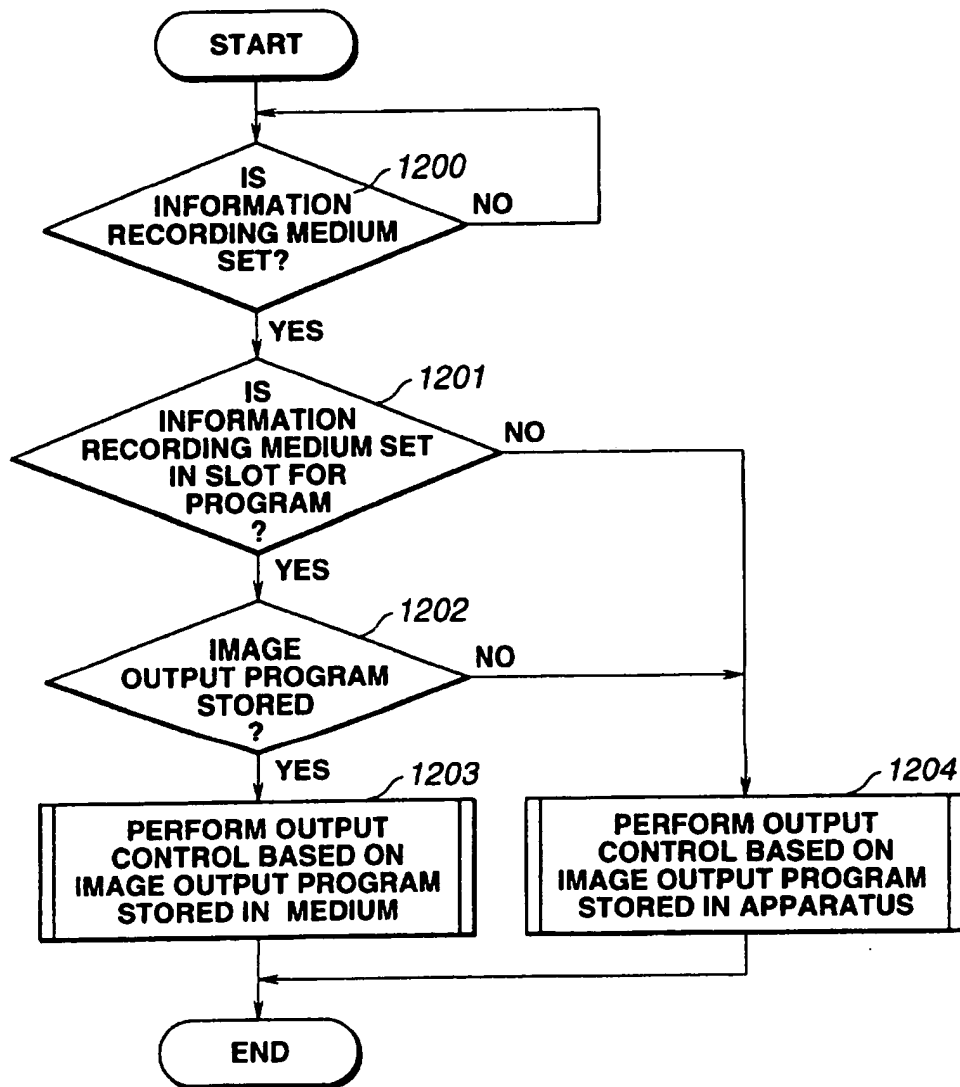 START
1200
IS
INFORMATION
RECORDING MEDIUM
SET?
NO
YES
1201
IS
INFORMATION
RECORDING MEDIUM SET
IN SLOT FOR
PROGRAM
?
NO
YES
1202
IMAGE
OUTPUT PROGRAM
STORED
?
NO
YES
1203
PERFORM OUTPUT
CONTROL BASED ON
IMAGE OUTPUT PROGRAM
STORED IN MEDIUM
1204
PERFORM OUTPUT
CONTROL BASED ON
IMAGE OUTPUT PROGRAM
STORED IN APPARATUS
END